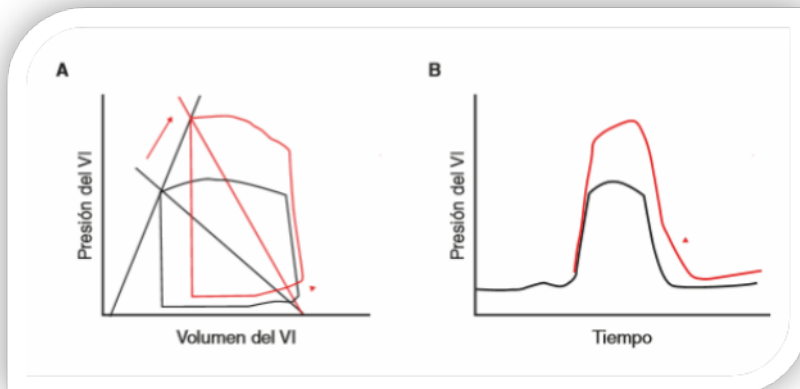 A
B
Presión del VI
Volumen del VI
Presión del VI
Tiempo